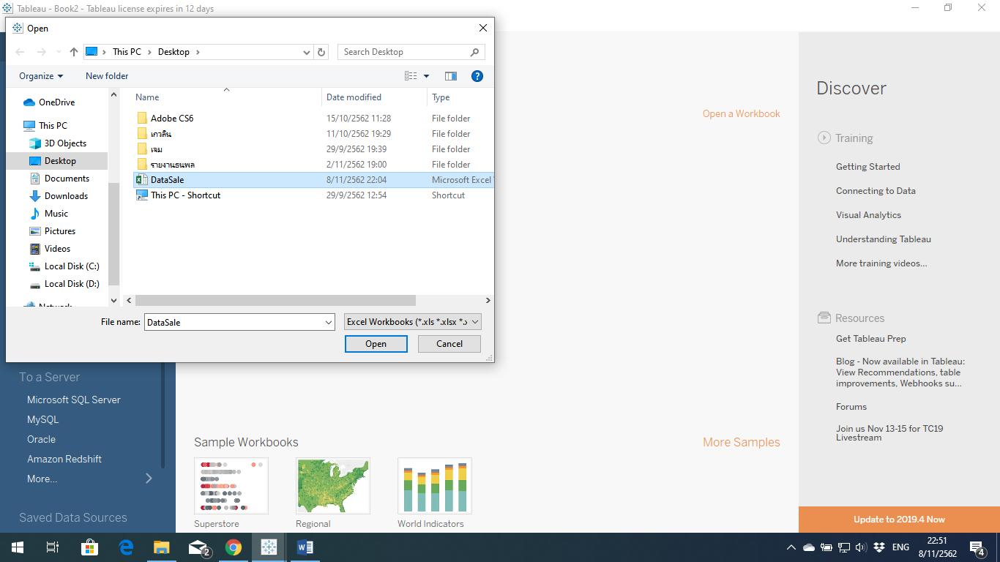 Tableau - Book2 - Tableau license expires in 12 days
Open
This PC
Desktop
Search Desktop
Organize
New folder
OneDrive
This PC
3D Objects
Desktop
Documents
Downloads
Music
Pictures
Videos
Local Disk (C:)
Local Disk (D:)
Network
Name
Date modified
Type
Adobe CS6 15/10/2562 11:28 File folder
เกวลิน 11/10/2562 19:29 File folder
เจม 29/9/2562 19:39 File folder
รายงานธนพล 2/11/2562 19:00 File folder
DataSale 8/11/2562 22:04 Microsoft Excel
This PC - Shortcut 29/9/2562 12:54 Shortcut
File name: DataSale
Excel Workbooks (*.xls *.xlsx *.x
Open
Cancel
To a Server
Microsoft SQL Server
MySQL
Oracle
Amazon Redshift
More...
Saved Data Sources
Open a Workbook
Sample Workbooks
More Samples
Superstore
Regional
World Indicators
Discover
Training
Getting Started
Connecting to Data
Visual Analytics
Understanding Tableau
More training videos...
Resources
Get Tableau Prep
Blog - Now available in Tableau:
View Recommendations, table
improvements, Webhooks su...
Forums
Join us Nov 13-15 for TC19
Livestream
Update to 2019.4 Now
2
ENG
22:51
8/11/2562
4